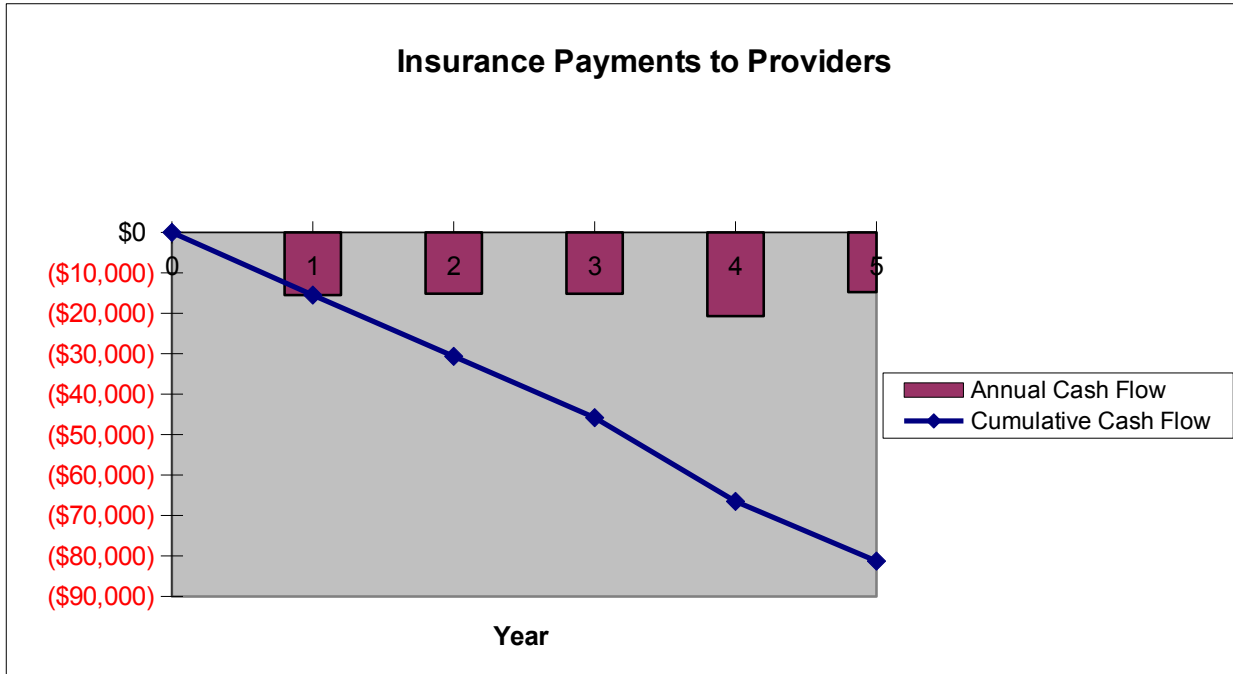 Insurance Payments to Providers
$0
($10,000)
($20,000)
($30,000)
($40,000)
($50,000)
($60,000)
($70,000)
($80,000)
($90,000)
0 1 2 3 4 5
Year
Annual Cash Flow
Cumulative Cash Flow